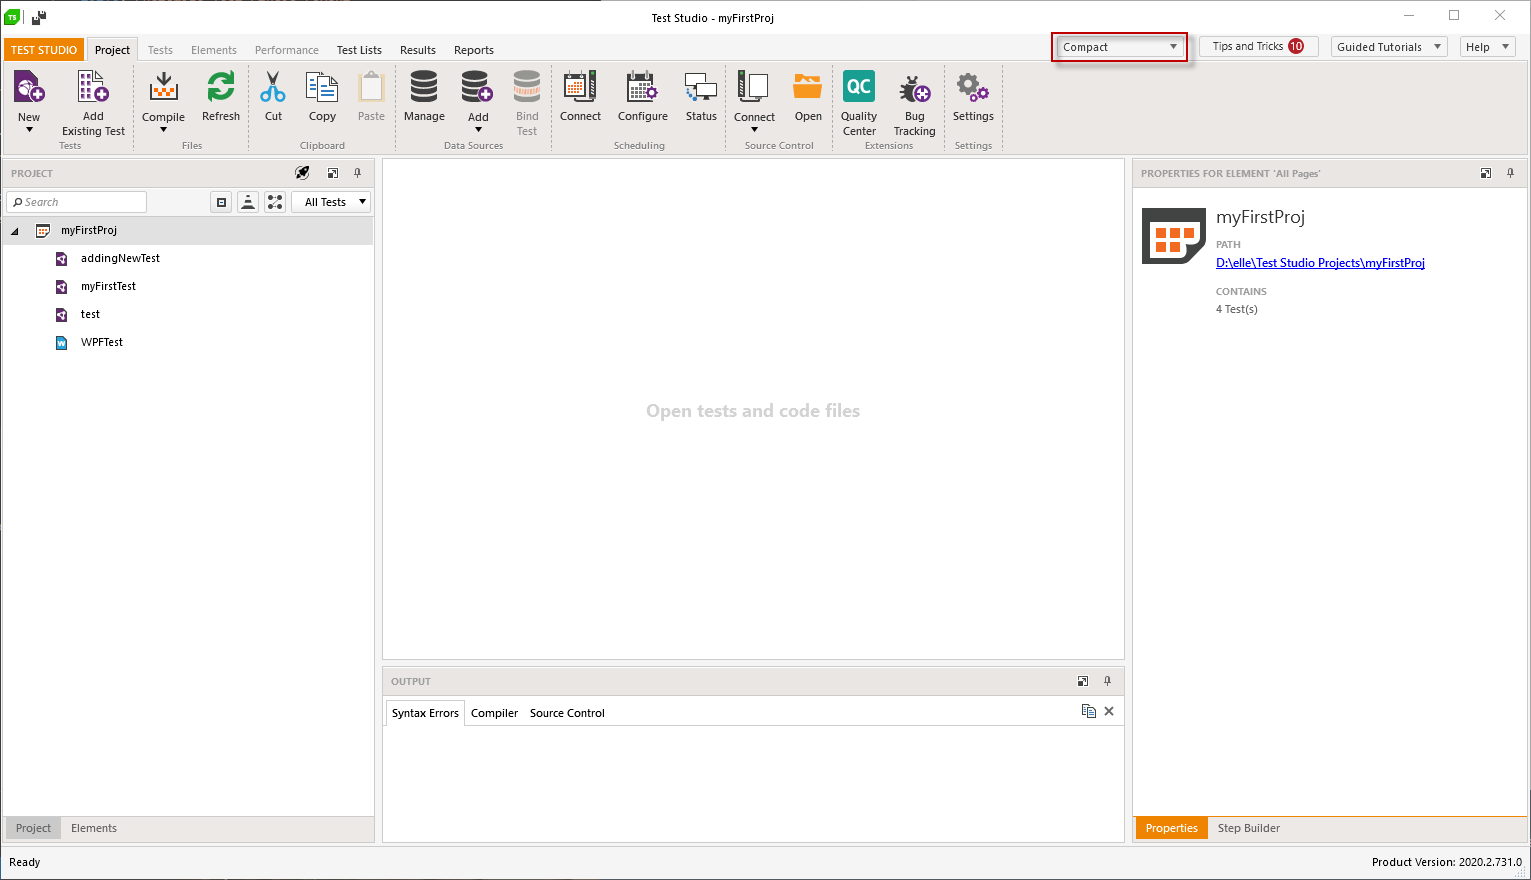 TS
Test Studio - myFirstProj
TEST STUDIO Project Tests Elements Performance Test Lists Results Reports
Compact Tips and Tricks 10 Guided Tutorials Help
New
Add
Existing Test
Tests
Compile
Refresh
Files
Cut
Copy
Paste
Clipboard
Manage
Add
Bind
Test
Data Sources
Connect
Configure
Status
Scheduling
Connect
Open
Source Control
QC
Quality
Center
Bug
Tracking
Extensions
Settings
Settings
PROJECT
Search
All Tests
myFirstProj
addingNewTest
myFirstTest
test
W
WPFTest
Project Elements
Open tests and code files
OUTPUT
Syntax Errors Compiler Source Control
PROPERTIES FOR ELEMENT 'All Pages'
myFirstProj
PATH
D:\elle\Test Studio Projects\myFirstProj
CONTAINS
4 Test(s)
Properties Step Builder
Ready
Product Version: 2020.2.731.0